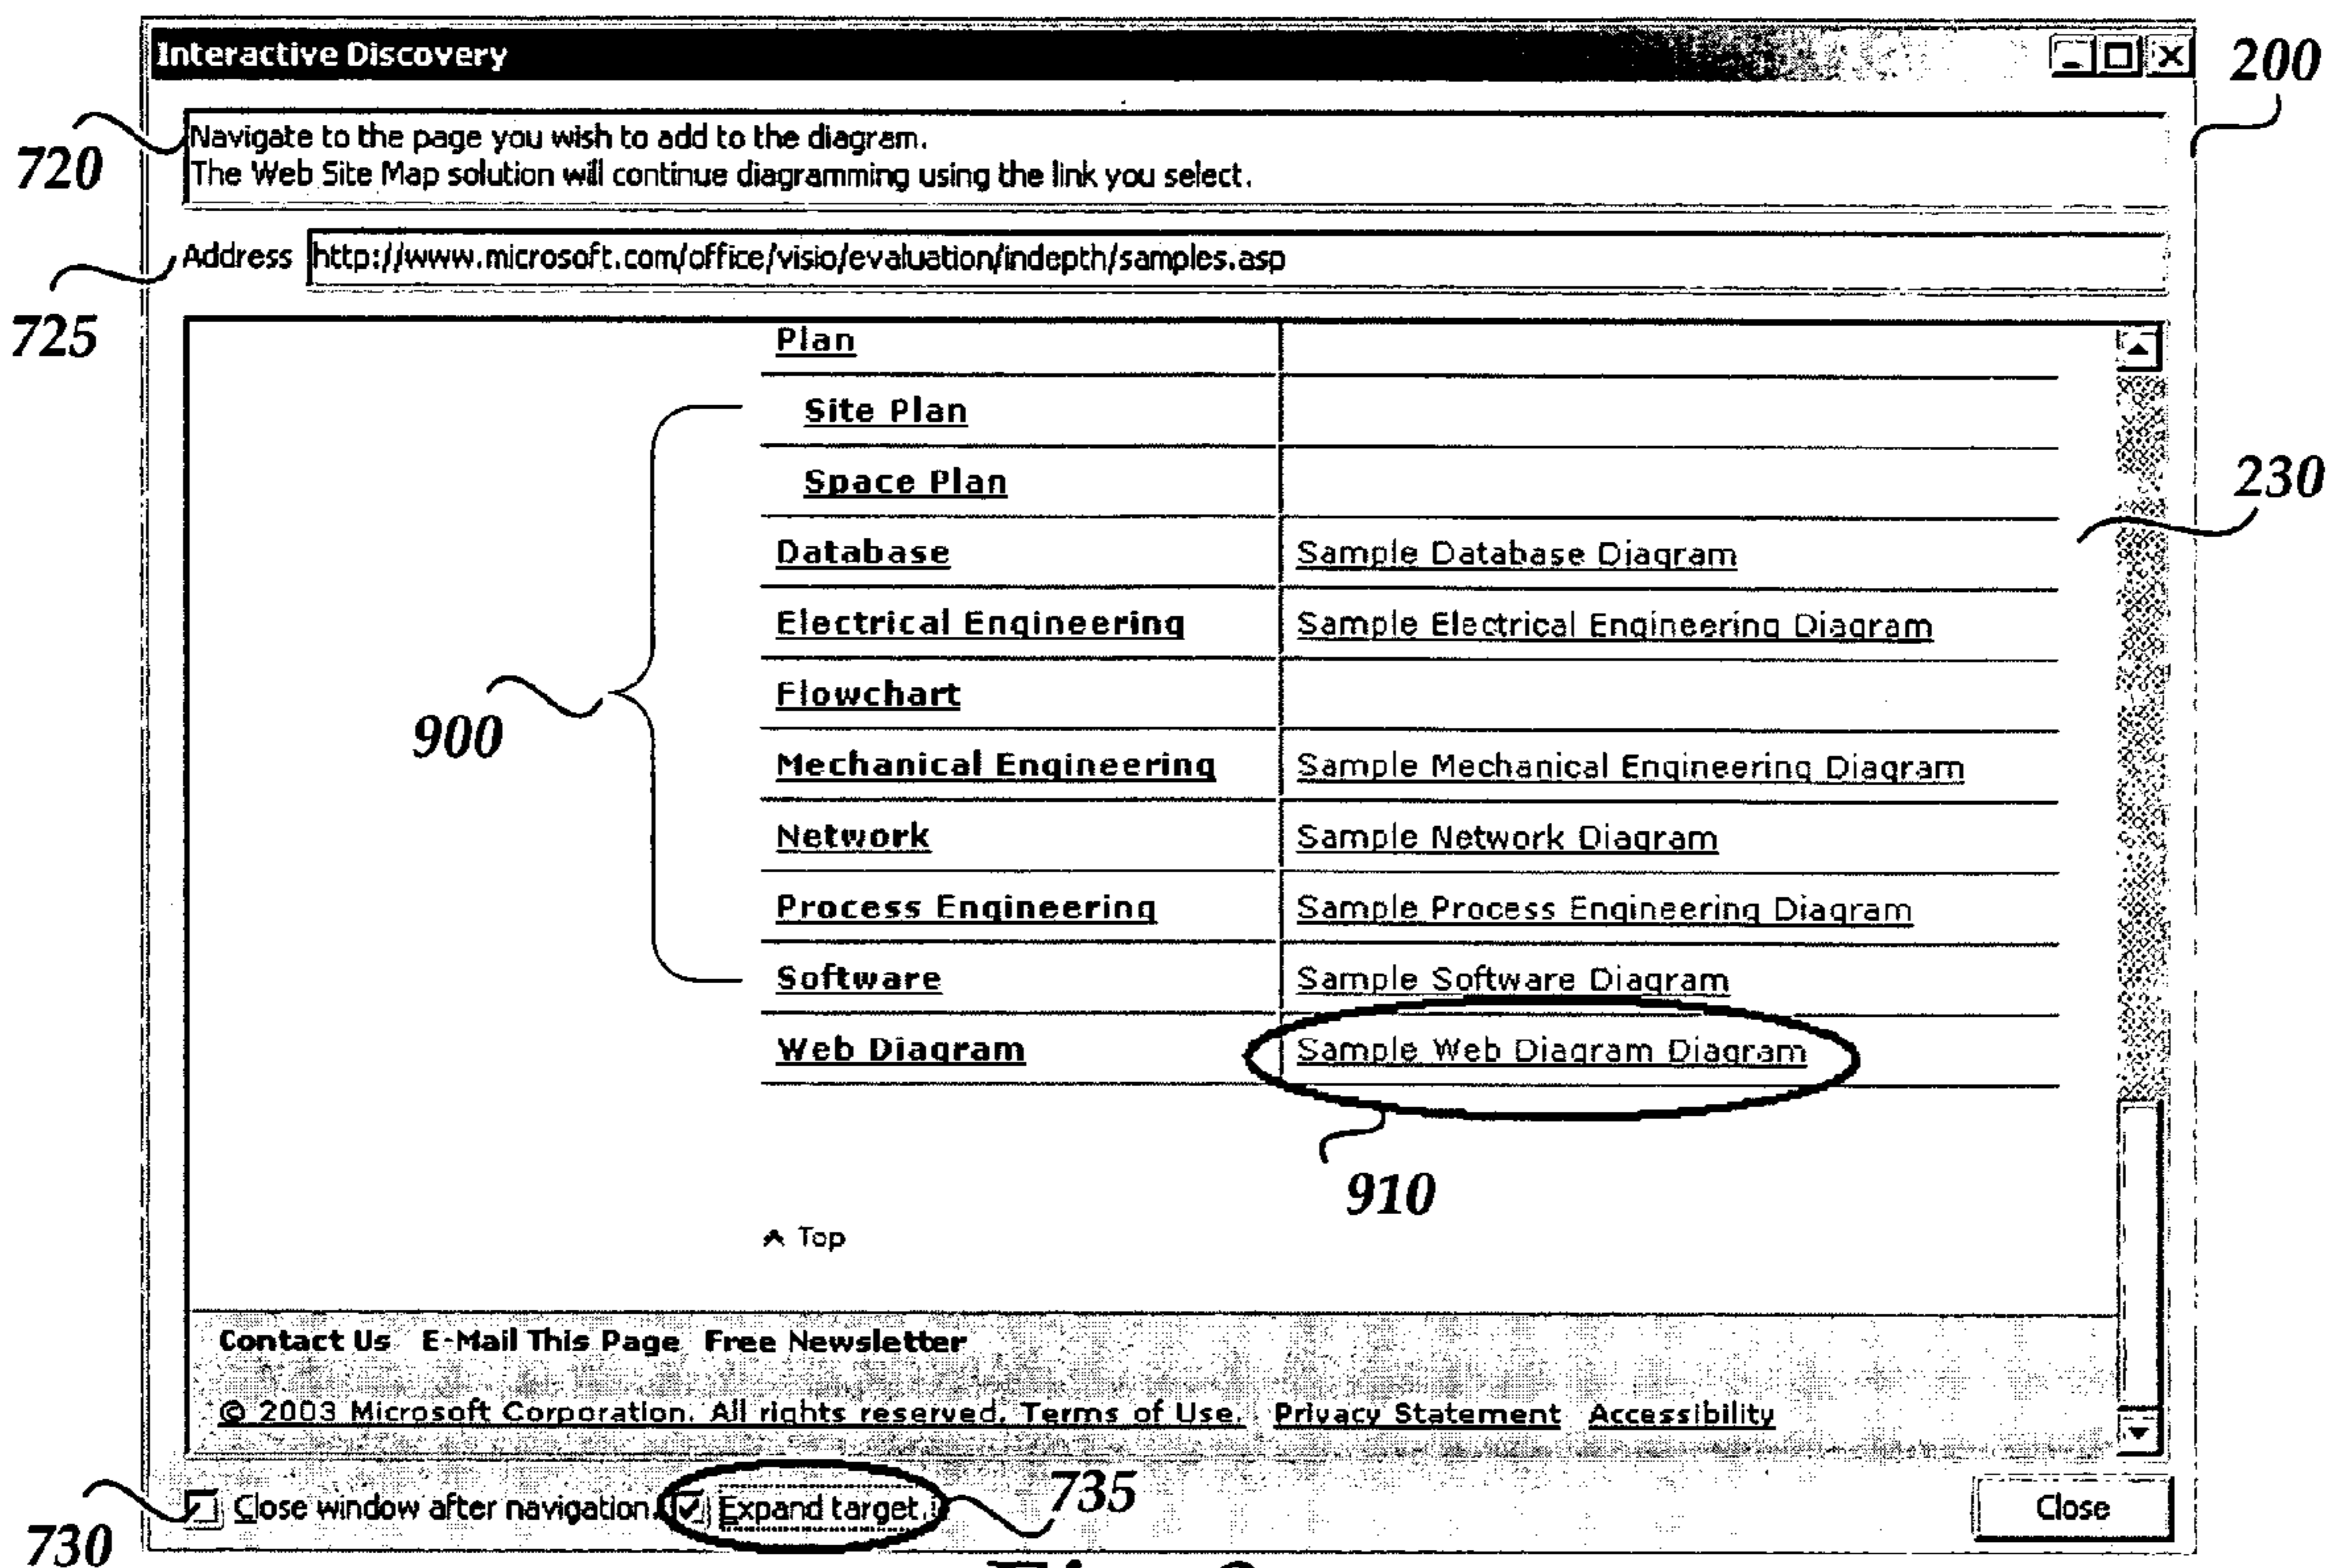 Interactive Discovery
200
Navigate to the page you wish to add to the diagram.
The Web Site Map solution will continue diagramming using the link you select.
720
Address http://www.microsoft.com/office/visio/evaluation/indepth/samples.asp
725
Plan
Site Plan
Space Plan
230
Database Sample Database Diagram
Electrical Engineering Sample Electrical Engineering Diagram
Flowchart
900
Mechanical Engineering Sample Mechanical Engineering Diagram
Network Sample Network Diagram
Process Engineering Sample Process Engineering Diagram
Software Sample Software Diagram
Web Diagram Sample Web Diagram Diagram
910
Top
Contact Us E-Mail This Page Free Newsletter
© 2003 Microsoft Corporation. All rights reserved. Terms of Use. Privacy Statement Accessibility
735
Close window after navigation. Expand target. Close
730